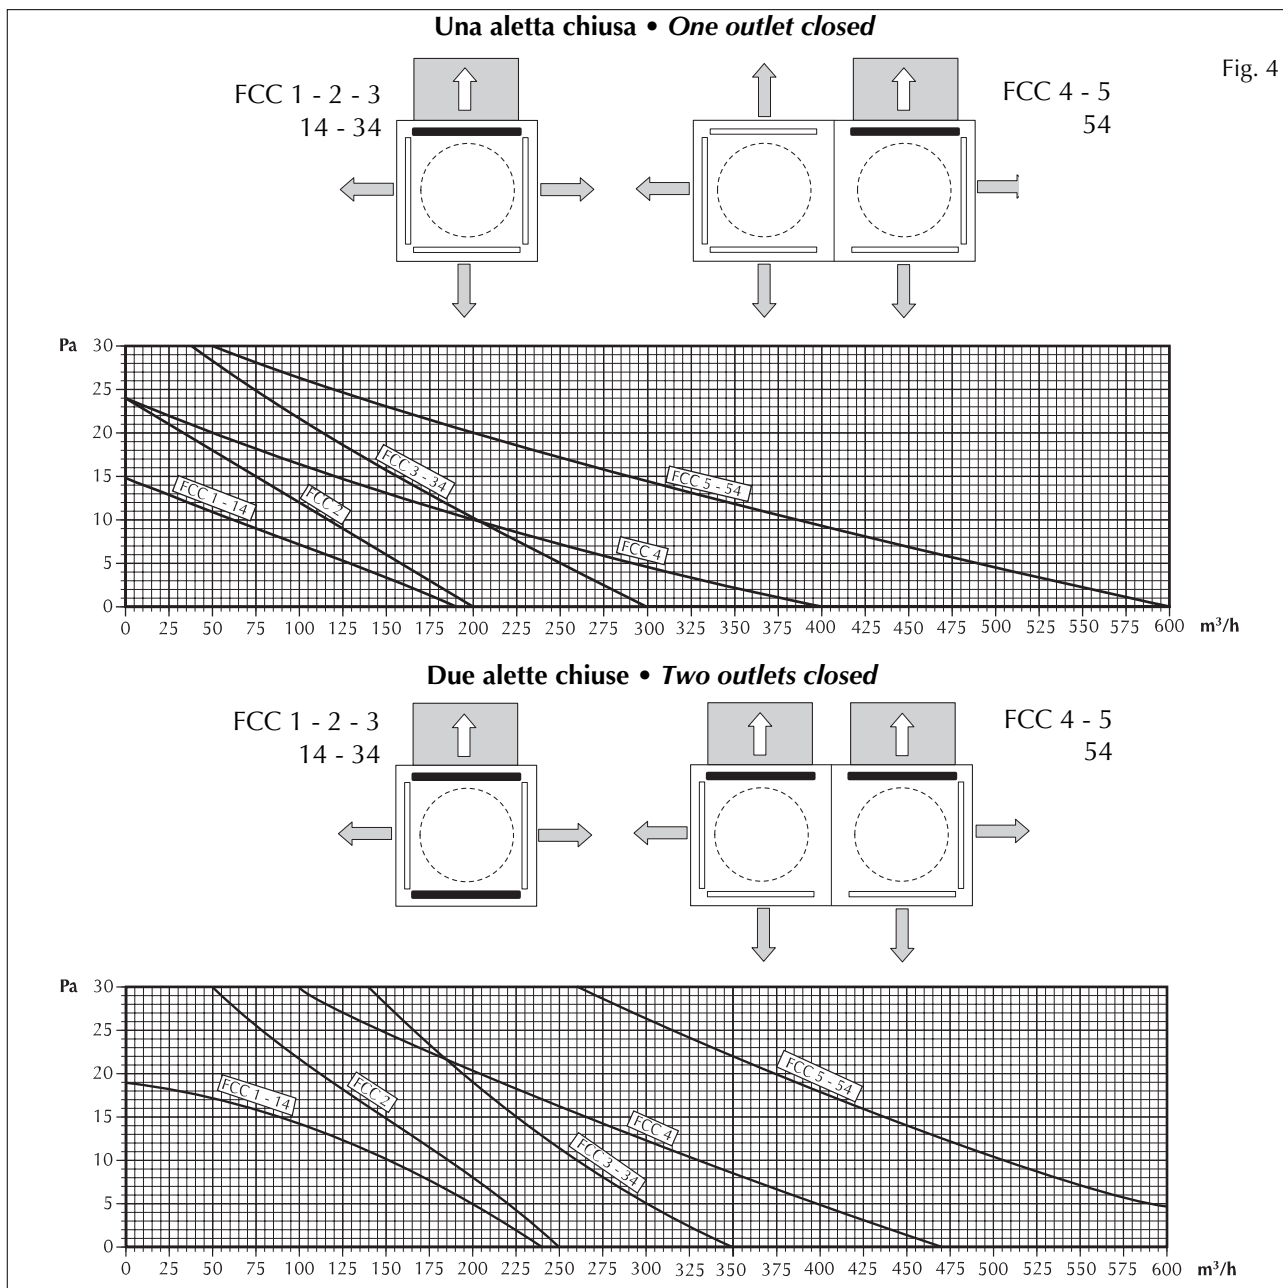 Una aletta chiusa • One outlet closed
Fig. 4
FCC 1 - 2 - 3
14 - 34
FCC 4 - 5
54
Pa
30
25
20
15
10
5
0
FCC 1 - 14
FCC 2
FCC 3 - 34
FCC 4
FCC 5 - 54
0 25 50 75 100 125 150 175 200 225 250 275 300 325 350 375 400 425 450 475 500 525 550 575 600 m³/h
Due alette chiuse • Two outlets closed
FCC 1 - 2 - 3
14 - 34
FCC 4 - 5
54
Pa
30
25
20
15
10
5
0
FCC 1 - 14
FCC 2
FCC 3 - 34
FCC 4
FCC 5 - 54
0 25 50 75 100 125 150 175 200 225 250 275 300 325 350 375 400 425 450 475 500 525 550 575 600 m³/h